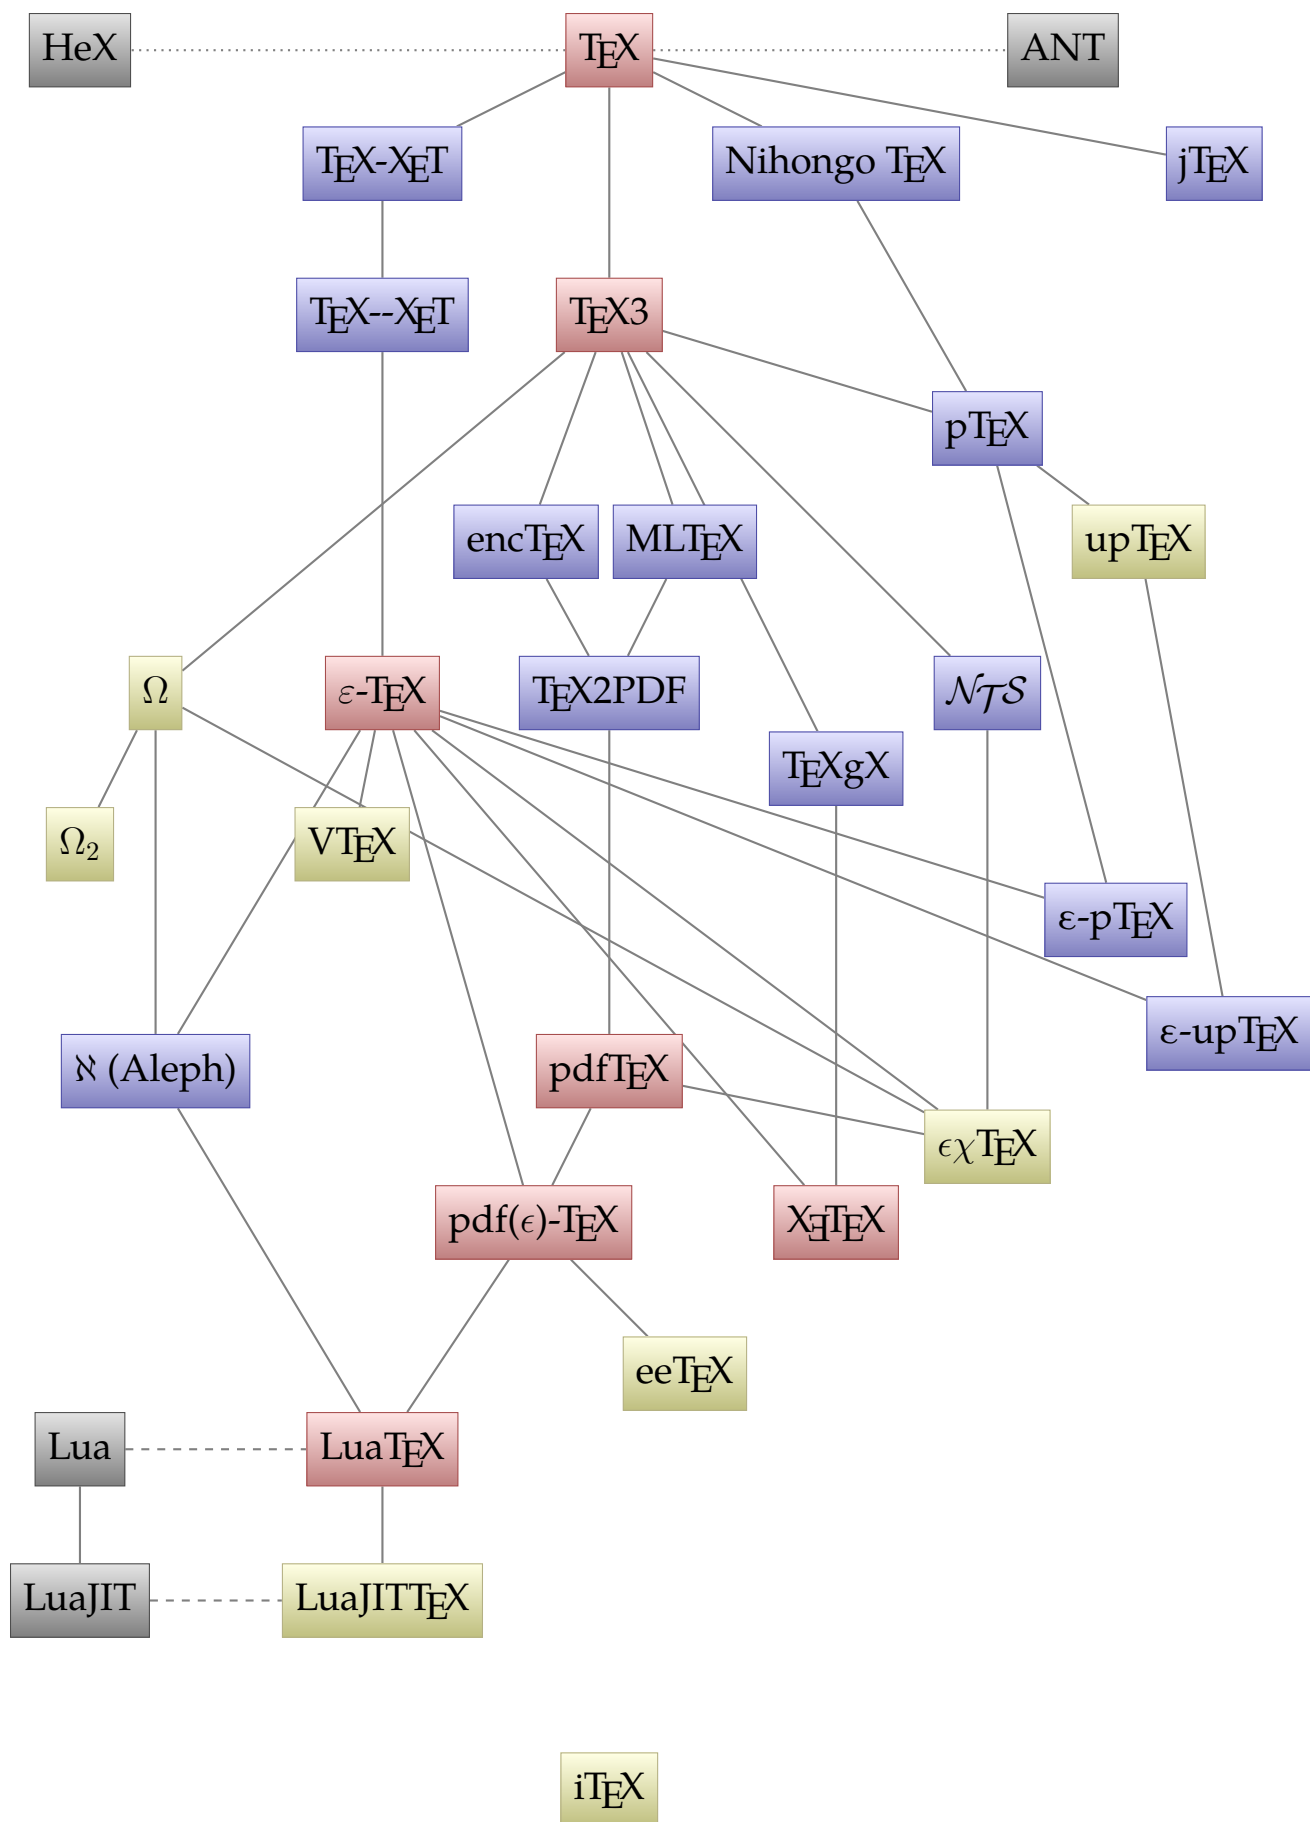 HeX
TEX
ANT
TEX-XET
Nihongo TEX
jTEX
TEX--XET
TEX3
pTEX
encTEX
MLTEX
upTEX
Ω
ε-TEX
TEX2PDF
NTS
TEXgX
Ω₂
VTEX
ε-pTEX
ε-upTEX
ℵ (Aleph)
pdfTEX
ϵχTEX
pdf(ϵ)-TEX
XƎTEX
eeTEX
Lua
LuaTEX
LuaJIT
LuaJITTEX
iTEX